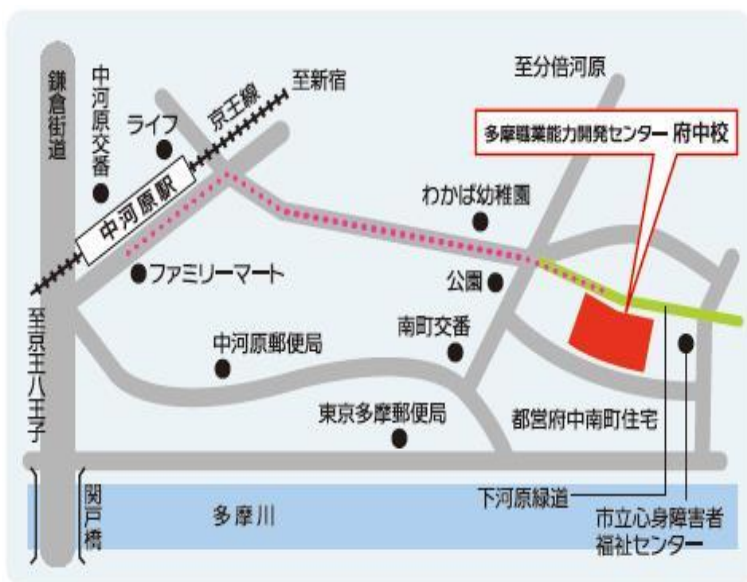 鎌倉街道
中河原交番
ライフ
京王線
至新宿
至分倍河原
多摩職業能力開発センター 府中校
中河原駅
わかば幼稚園
ファミリーマート
公園
至京王八王子
中河原郵便局
南町交番
東京多摩郵便局
都営府中南町住宅
関戸橋
多摩川
下河原緑道
市立心身障害者
福祉センター